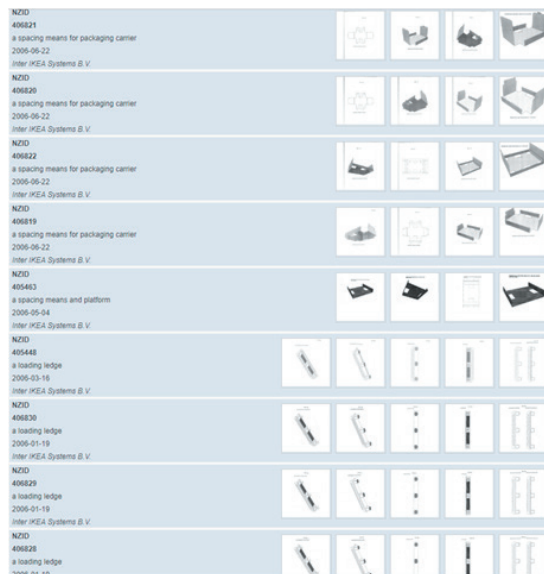 NZID
406821
a spacing means for packaging carrier
2006-06-22
Inter IKEA Systems B.V.
NZID
406820
a spacing means for packaging carrier
2006-06-22
Inter IKEA Systems B.V.
NZID
406822
a spacing means for packaging carrier
2006-06-22
Inter IKEA Systems B.V.
NZID
406819
a spacing means for packaging carrier
2006-06-22
Inter IKEA Systems B.V.
NZID
405463
a spacing means and platform
2006-05-04
Inter IKEA Systems B.V.
NZID
405448
a loading ledge
2006-03-16
Inter IKEA Systems B.V.
NZID
406830
a loading ledge
2006-01-19
Inter IKEA Systems B.V.
NZID
406829
a loading ledge
2006-01-19
Inter IKEA Systems B.V.
NZID
406828
a loading ledge
2006-01-19